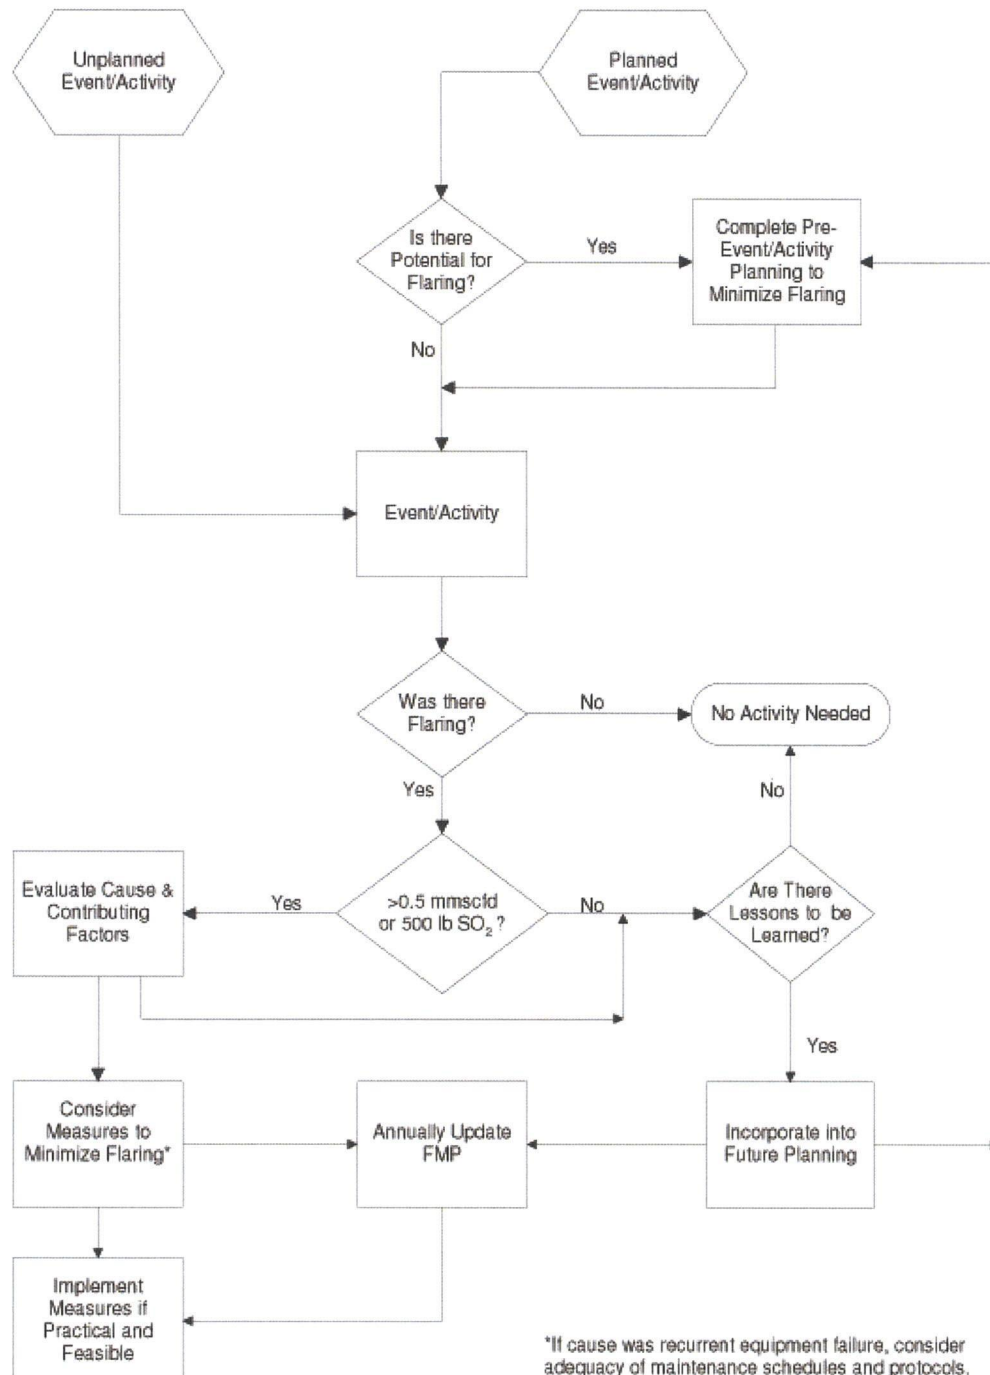 Unplanned
Event/Activity
Planned
Event/Activity
Is there
Potential for
Flaring?
Yes
Complete Pre-
Event/Activity
Planning to
Minimize Flaring
No
Event/Activity
Was there
Flaring?
No
No Activity Needed
Yes
No
Evaluate Cause &
Contributing
Factors
Yes
>0.5 mmscfd
or 500 lb SO₂?
No
Are There
Lessons to be
Learned?
Yes
Consider
Measures to
Minimize Flaring*
Annually Update
FMP
Incorporate into
Future Planning
Implement
Measures if
Practical and
Feasible
*If cause was recurrent equipment failure, consider
adequacy of maintenance schedules and protocols.